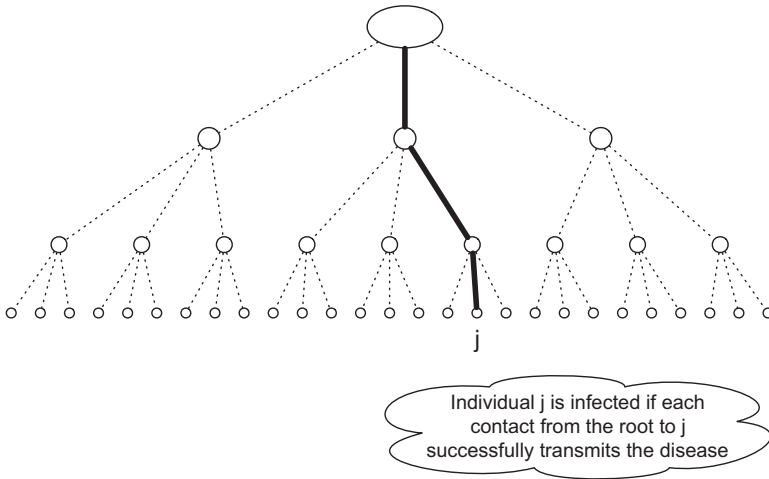 j
Individual j is infected if each
contact from the root to j
successfully transmits the disease